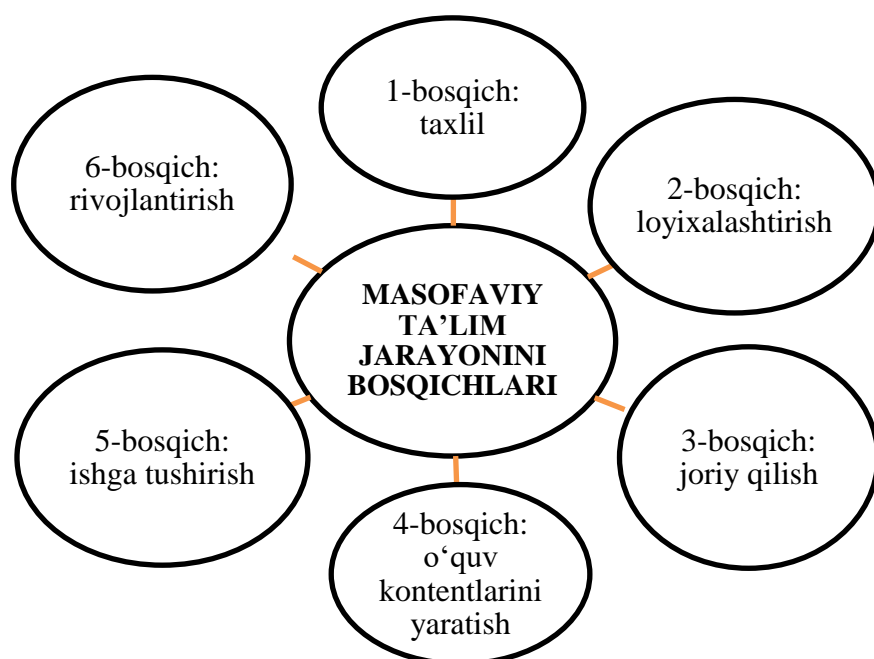 1-bosqich:
taxlil
2-bosqich:
loyixalashtirish
3-bosqich:
joriy qilish
4-bosqich:
o‘quv
kontentlarini
yaratish
5-bosqich:
ishga tushirish
6-bosqich:
rivojlantirish
MASOFAVIY
TA’LIM
JARAYONINI
BOSQICHLARI